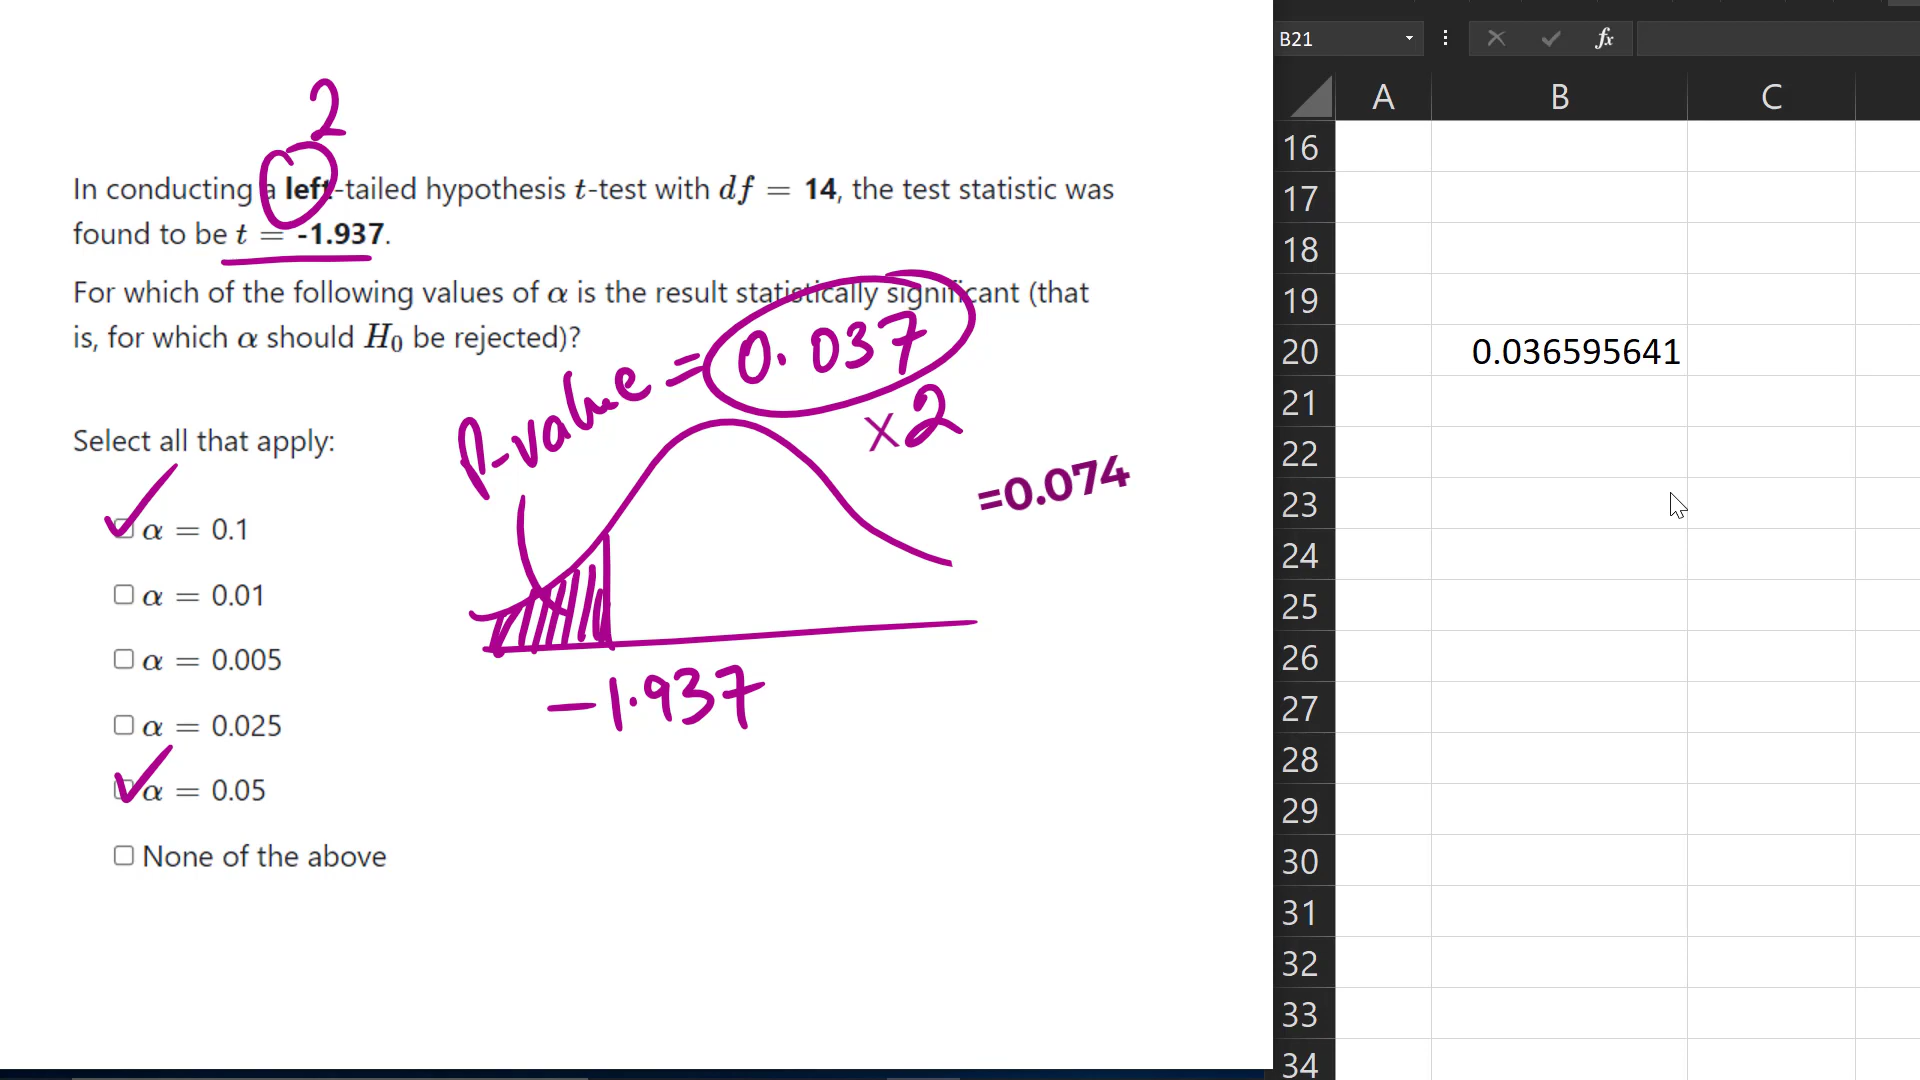 2
In conducting a left-tailed hypothesis t-test with df = 14, the test statistic was
found to be t = -1.937.
For which of the following values of α is the result statistically significant (that
is, for which α should H₀ be rejected)?
P-value = 0.037
×2
=0.074
Select all that apply:
α = 0.1
α = 0.01
α = 0.005
α = 0.025
α = 0.05
None of the above
-1.937
B21
fx
A B C
16
17
18
19
20 0.036595641
21
22
23
24
25
26
27
28
29
30
31
32
33
34